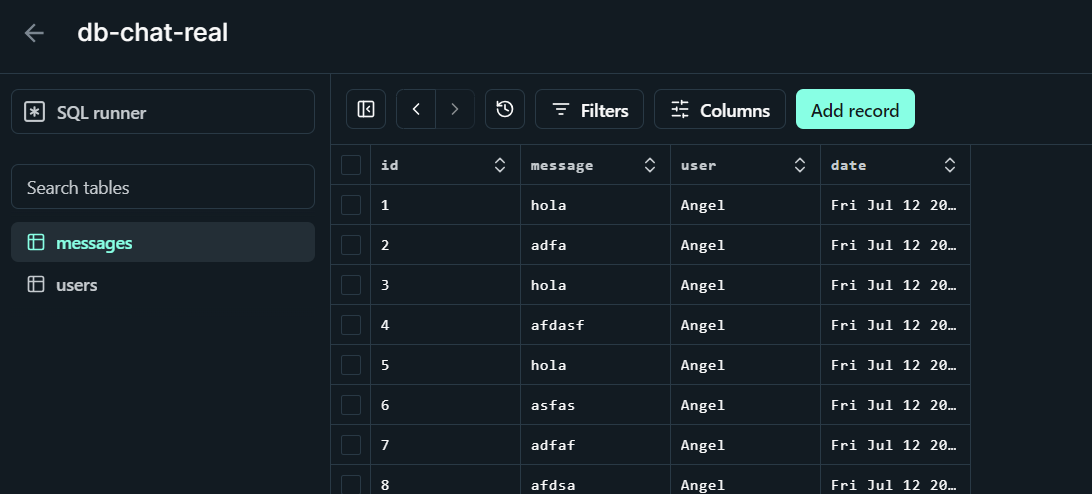 db-chat-real
SQL runner
Search tables
messages
users
Filters Columns Add record
id message user date
1 hola Angel Fri Jul 12 20…
2 adfa Angel Fri Jul 12 20…
3 hola Angel Fri Jul 12 20…
4 afdasf Angel Fri Jul 12 20…
5 hola Angel Fri Jul 12 20…
6 asfas Angel Fri Jul 12 20…
7 adfaf Angel Fri Jul 12 20…
8 afdsa Angel Fri Jul 12 20…